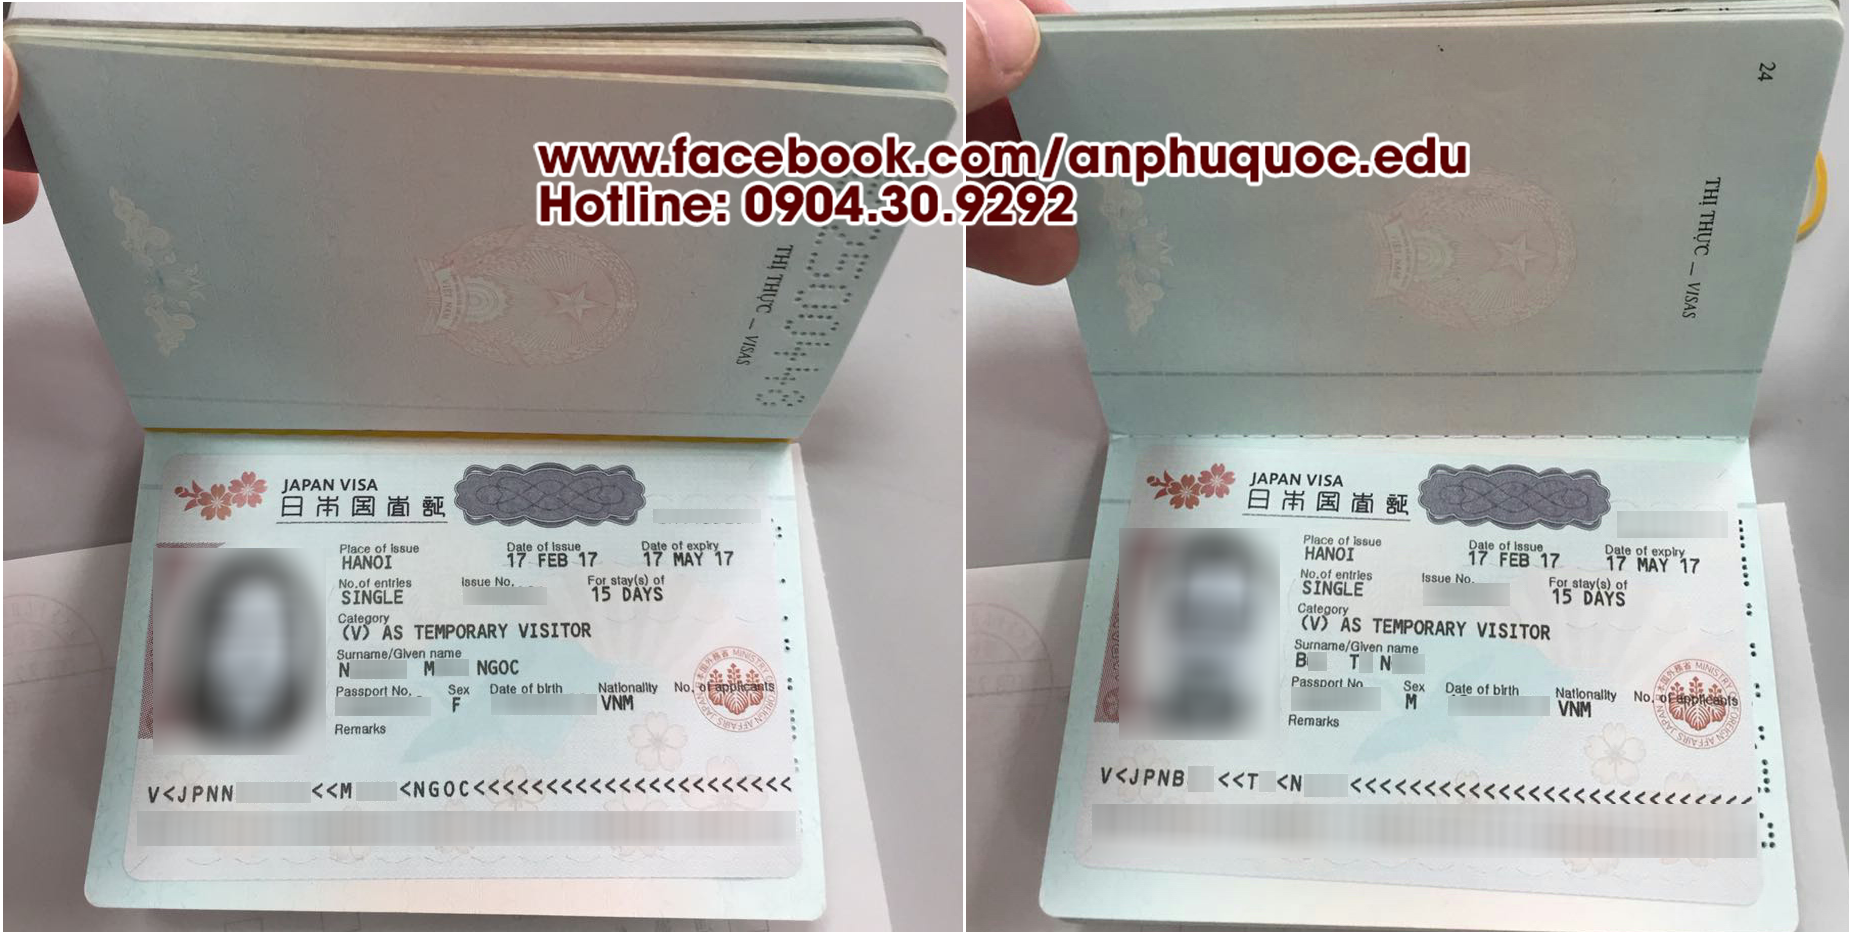 www.facebook.com/anphuquoc.edu
Hotline: 0904.30.9292
THỊ THỰC – VISAS
JAPAN VISA
日本国査証
Place of issue
HANOI
Date of issue
17 FEB 17
Date of expiry
17 MAY 17
No.of entries
SINGLE
Issue No.
For stay(s) of
15 DAYS
Category
(V) AS TEMPORARY VISITOR
Surname/Given name
N M NGOC
Passport No.
Sex
F
Date of birth
Nationality
VNM
No. of applicants
Remarks
V<JPNN <<M <NGOC<<<<<<<<<<<<<<<<<<<<<<
24
THỊ THỰC – VISAS
JAPAN VISA
日本国査証
Place of issue
HANOI
Date of issue
17 FEB 17
Date of expiry
17 MAY 17
No.of entries
SINGLE
Issue No.
For stay(s) of
15 DAYS
Category
(V) AS TEMPORARY VISITOR
Surname/Given name
B T N
Passport No
Sex
M
Date of birth
Nationality
VNM
No. of applicants
Remarks
V<JPNB <<T <N <<<<<<<<<<<<<<<<<<<<<<<<<<<